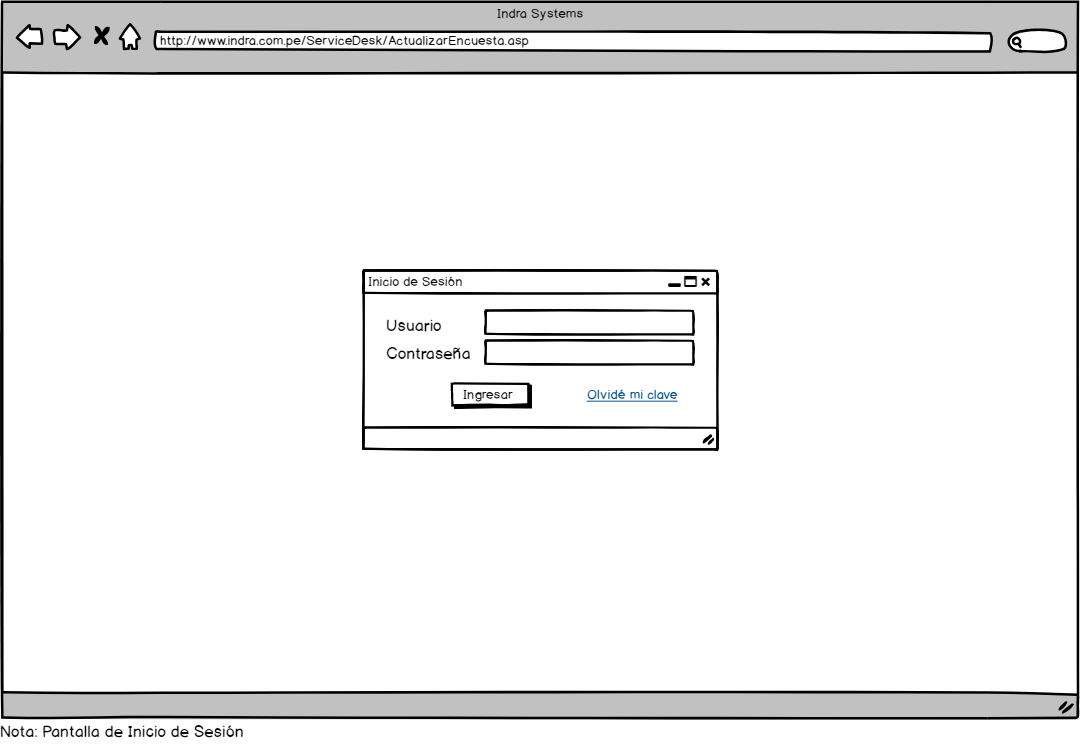 Indra Systems
http://www.indra.com.pe/ServiceDesk/ActualizarEncuesta.asp
Inicio de Sesión
Usuario
Contraseña
Ingresar
Olvidé mi clave
Nota: Pantalla de Inicio de Sesión